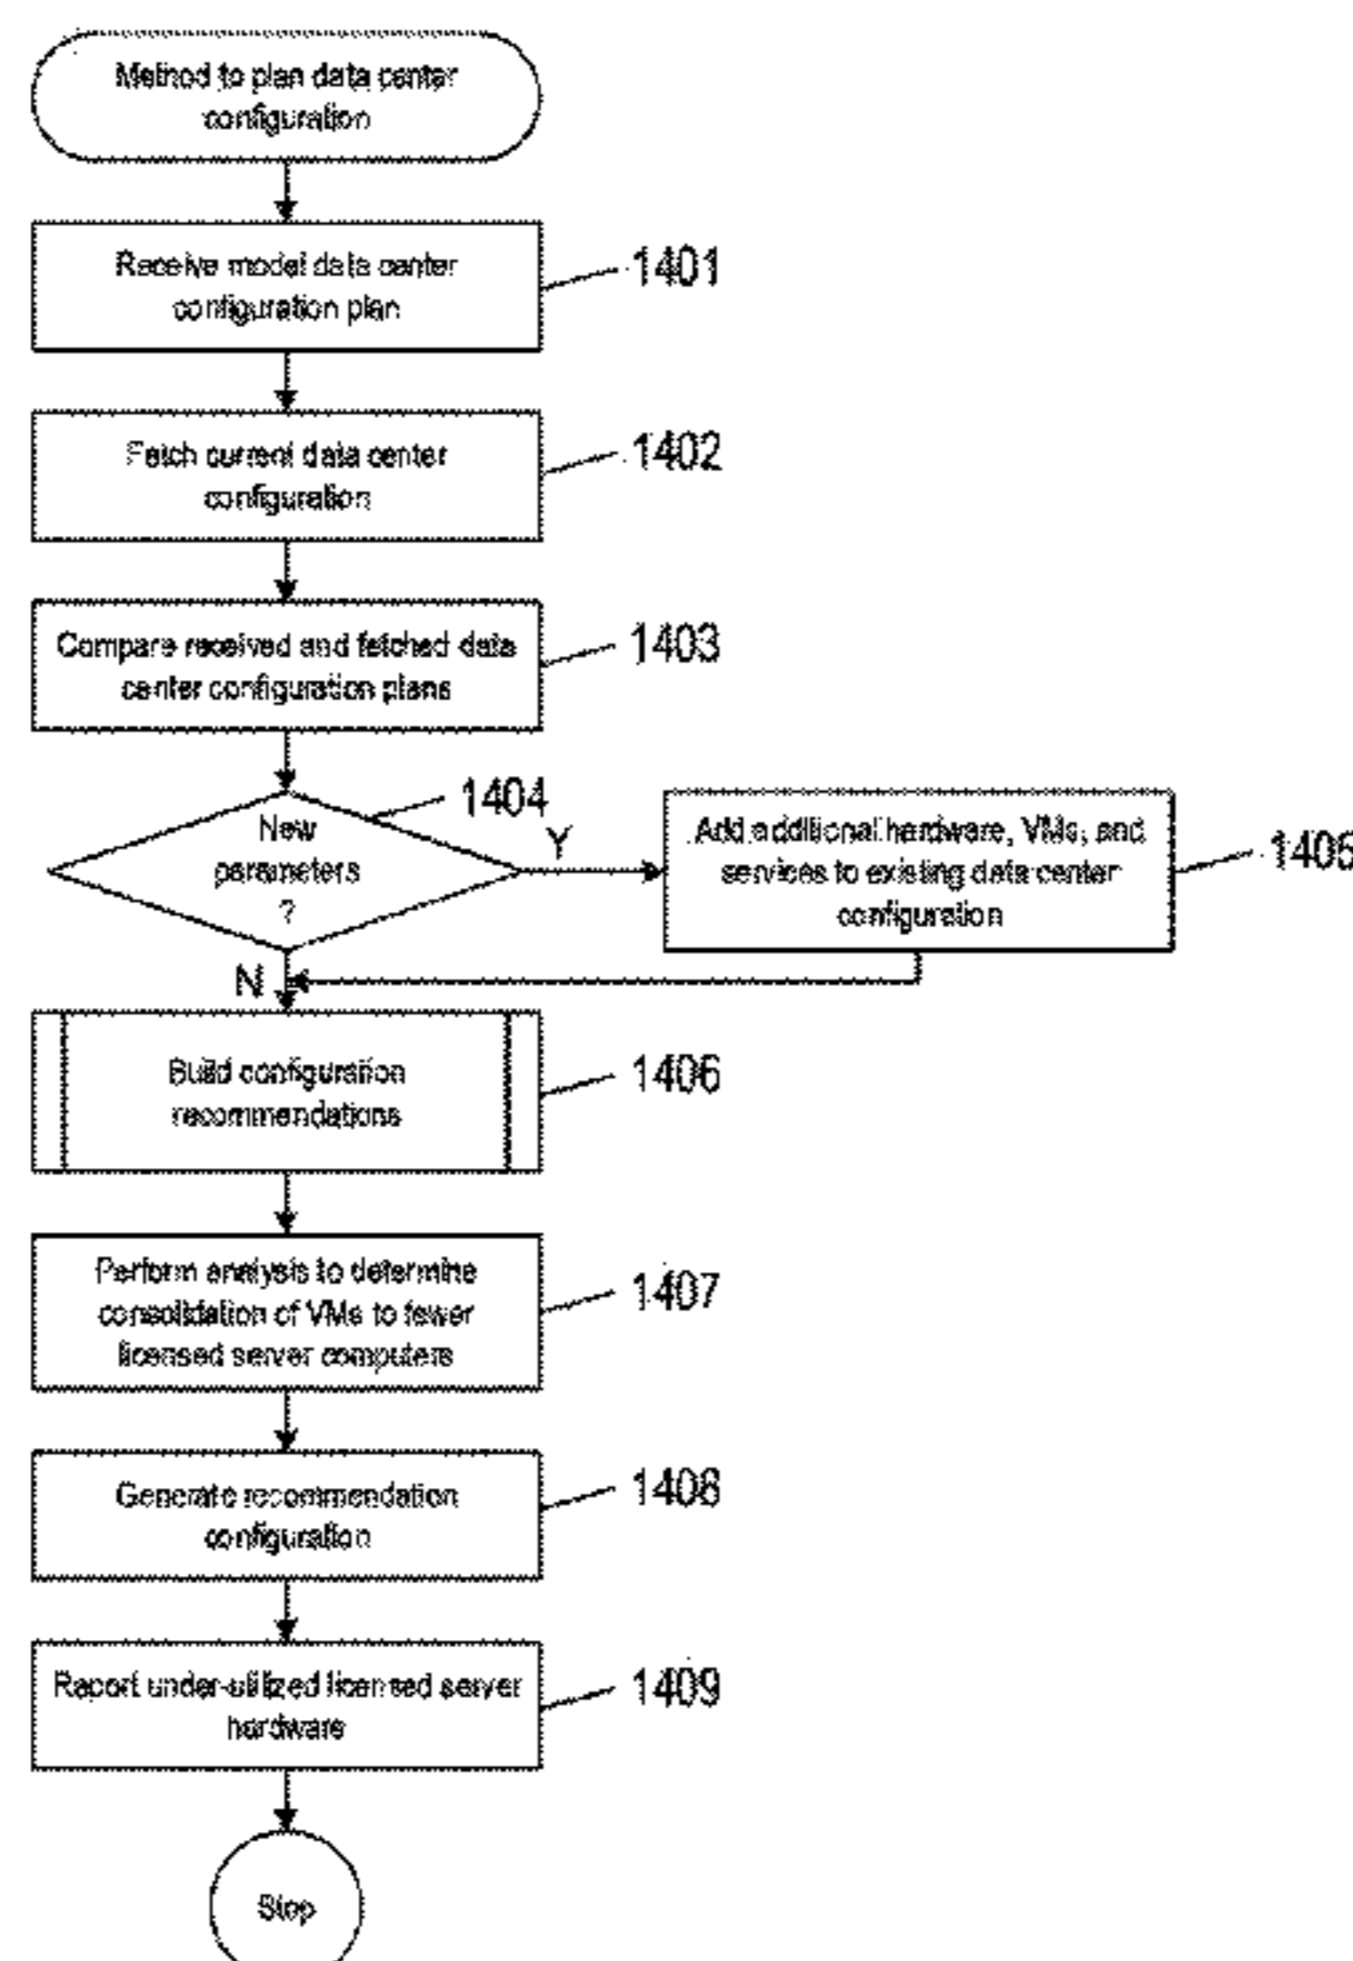 Method to plan data center
configuration
Receive model data center
configuration plan
1401
Fetch current data center
configuration
1402
Compare received and fetched data
center configuration plans
1403
1404
New
parameters
?
Y
Add additional hardware, VMs, and
services to existing data center
configuration
1405
N
Build configuration
recommendations
1406
Perform analysis to determine
consolidation of VMs to fewer
licensed server computers
1407
Generate recommendation
configuration
1408
Report under-utilized licensed server
hardware
1409
Stop